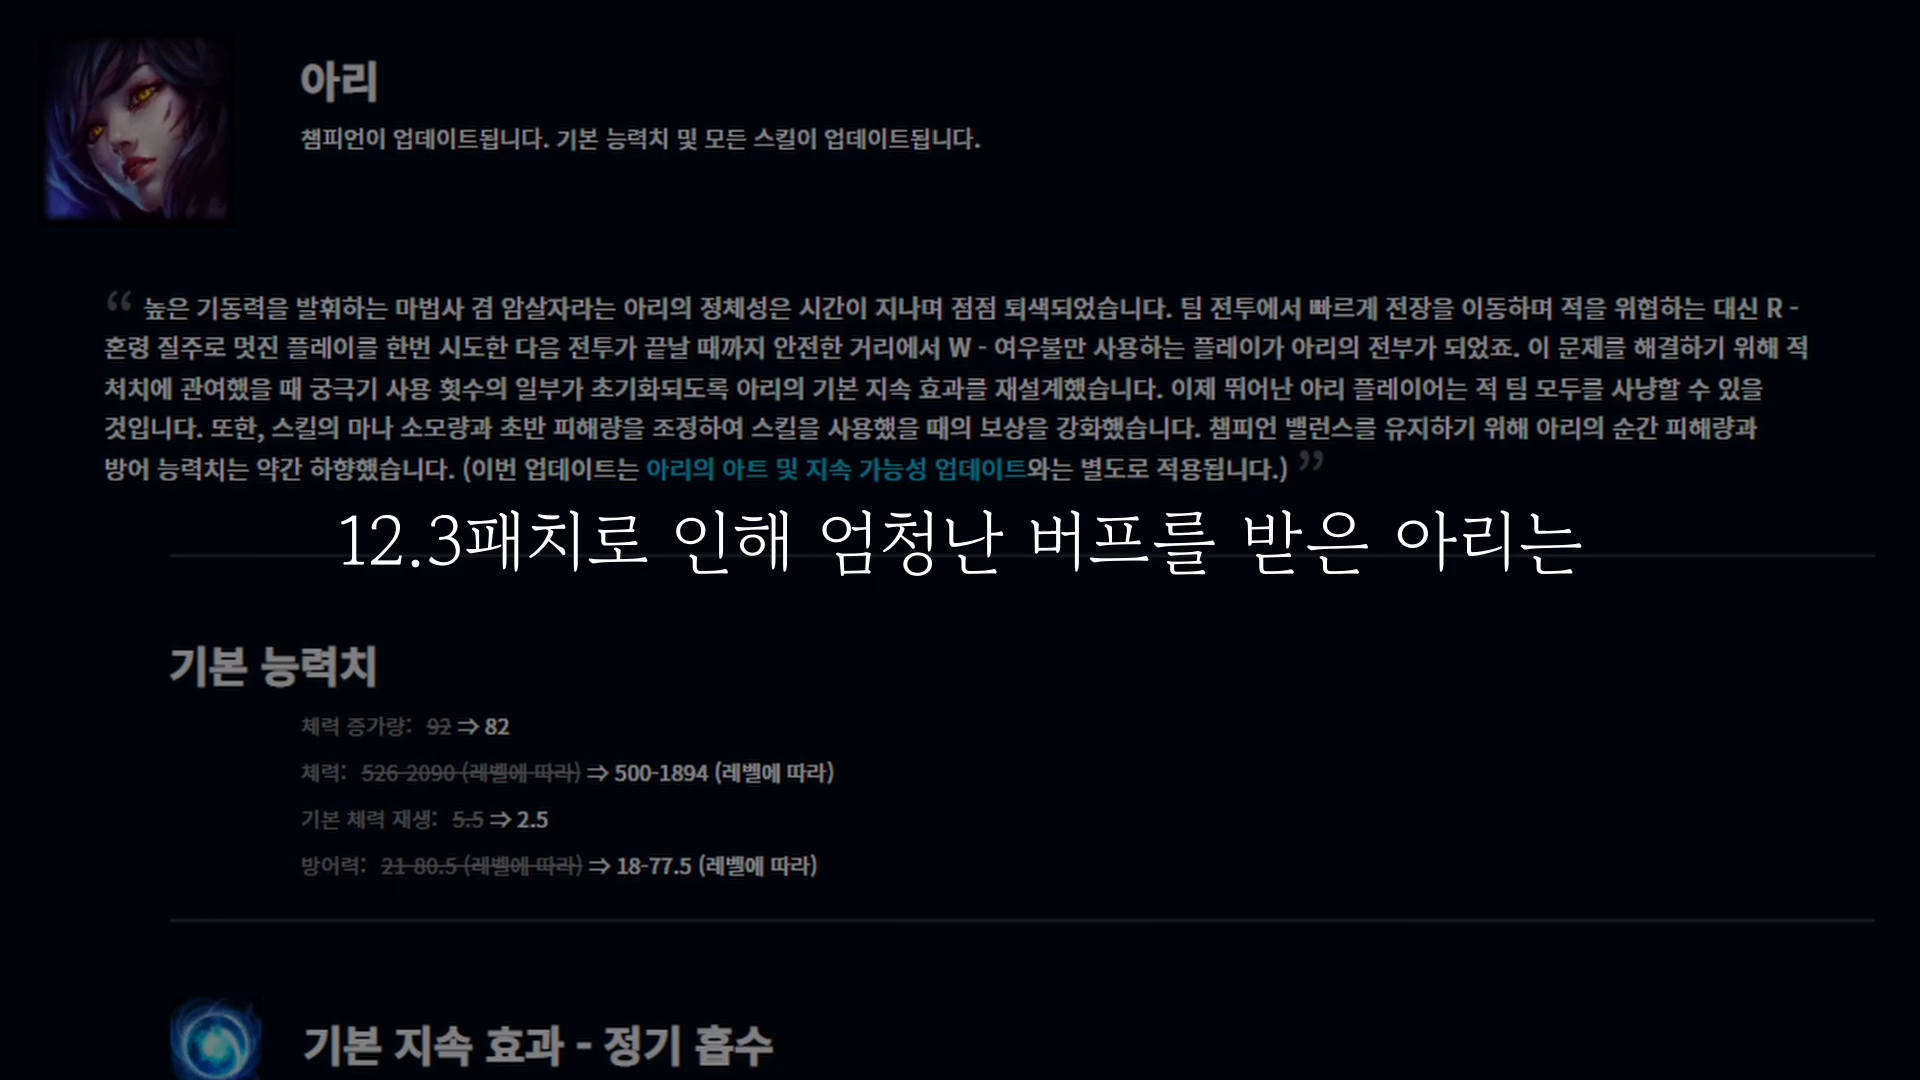 아리
챔피언이 업데이트됩니다. 기본 능력치 및 모든 스킬이 업데이트됩니다.
“ 높은 기동력을 발휘하는 마법사 겸 암살자라는 아리의 정체성은 시간이 지나며 점점 퇴색되었습니다. 팀 전투에서 빠르게 전장을 이동하며 적을 위협하는 대신 R -
혼령 질주로 멋진 플레이를 한번 시도한 다음 전투가 끝날 때까지 안전한 거리에서 W - 여우불만 사용하는 플레이가 아리의 전부가 되었죠. 이 문제를 해결하기 위해 적
처치에 관여했을 때 궁극기 사용 횟수의 일부가 초기화되도록 아리의 기본 지속 효과를 재설계했습니다. 이제 뛰어난 아리 플레이어는 적 팀 모두를 사냥할 수 있을
것입니다. 또한, 스킬의 마나 소모량과 초반 피해량을 조정하여 스킬을 사용했을 때의 보상을 강화했습니다. 챔피언 밸런스를 유지하기 위해 아리의 순간 피해량과
방어 능력치는 약간 하향했습니다. (이번 업데이트는 아리의 아트 및 지속 가능성 업데이트와는 별도로 적용됩니다.) ”
12.3패치로 인해 엄청난 버프를 받은 아리는
기본 능력치
체력 증가량: 92 ⇒ 82
체력: 526-2090 (레벨에 따라) ⇒ 500-1894 (레벨에 따라)
기본 체력 재생: 5.5 ⇒ 2.5
방어력: 21-80.5 (레벨에 따라) ⇒ 18-77.5 (레벨에 따라)
기본 지속 효과 - 정기 흡수